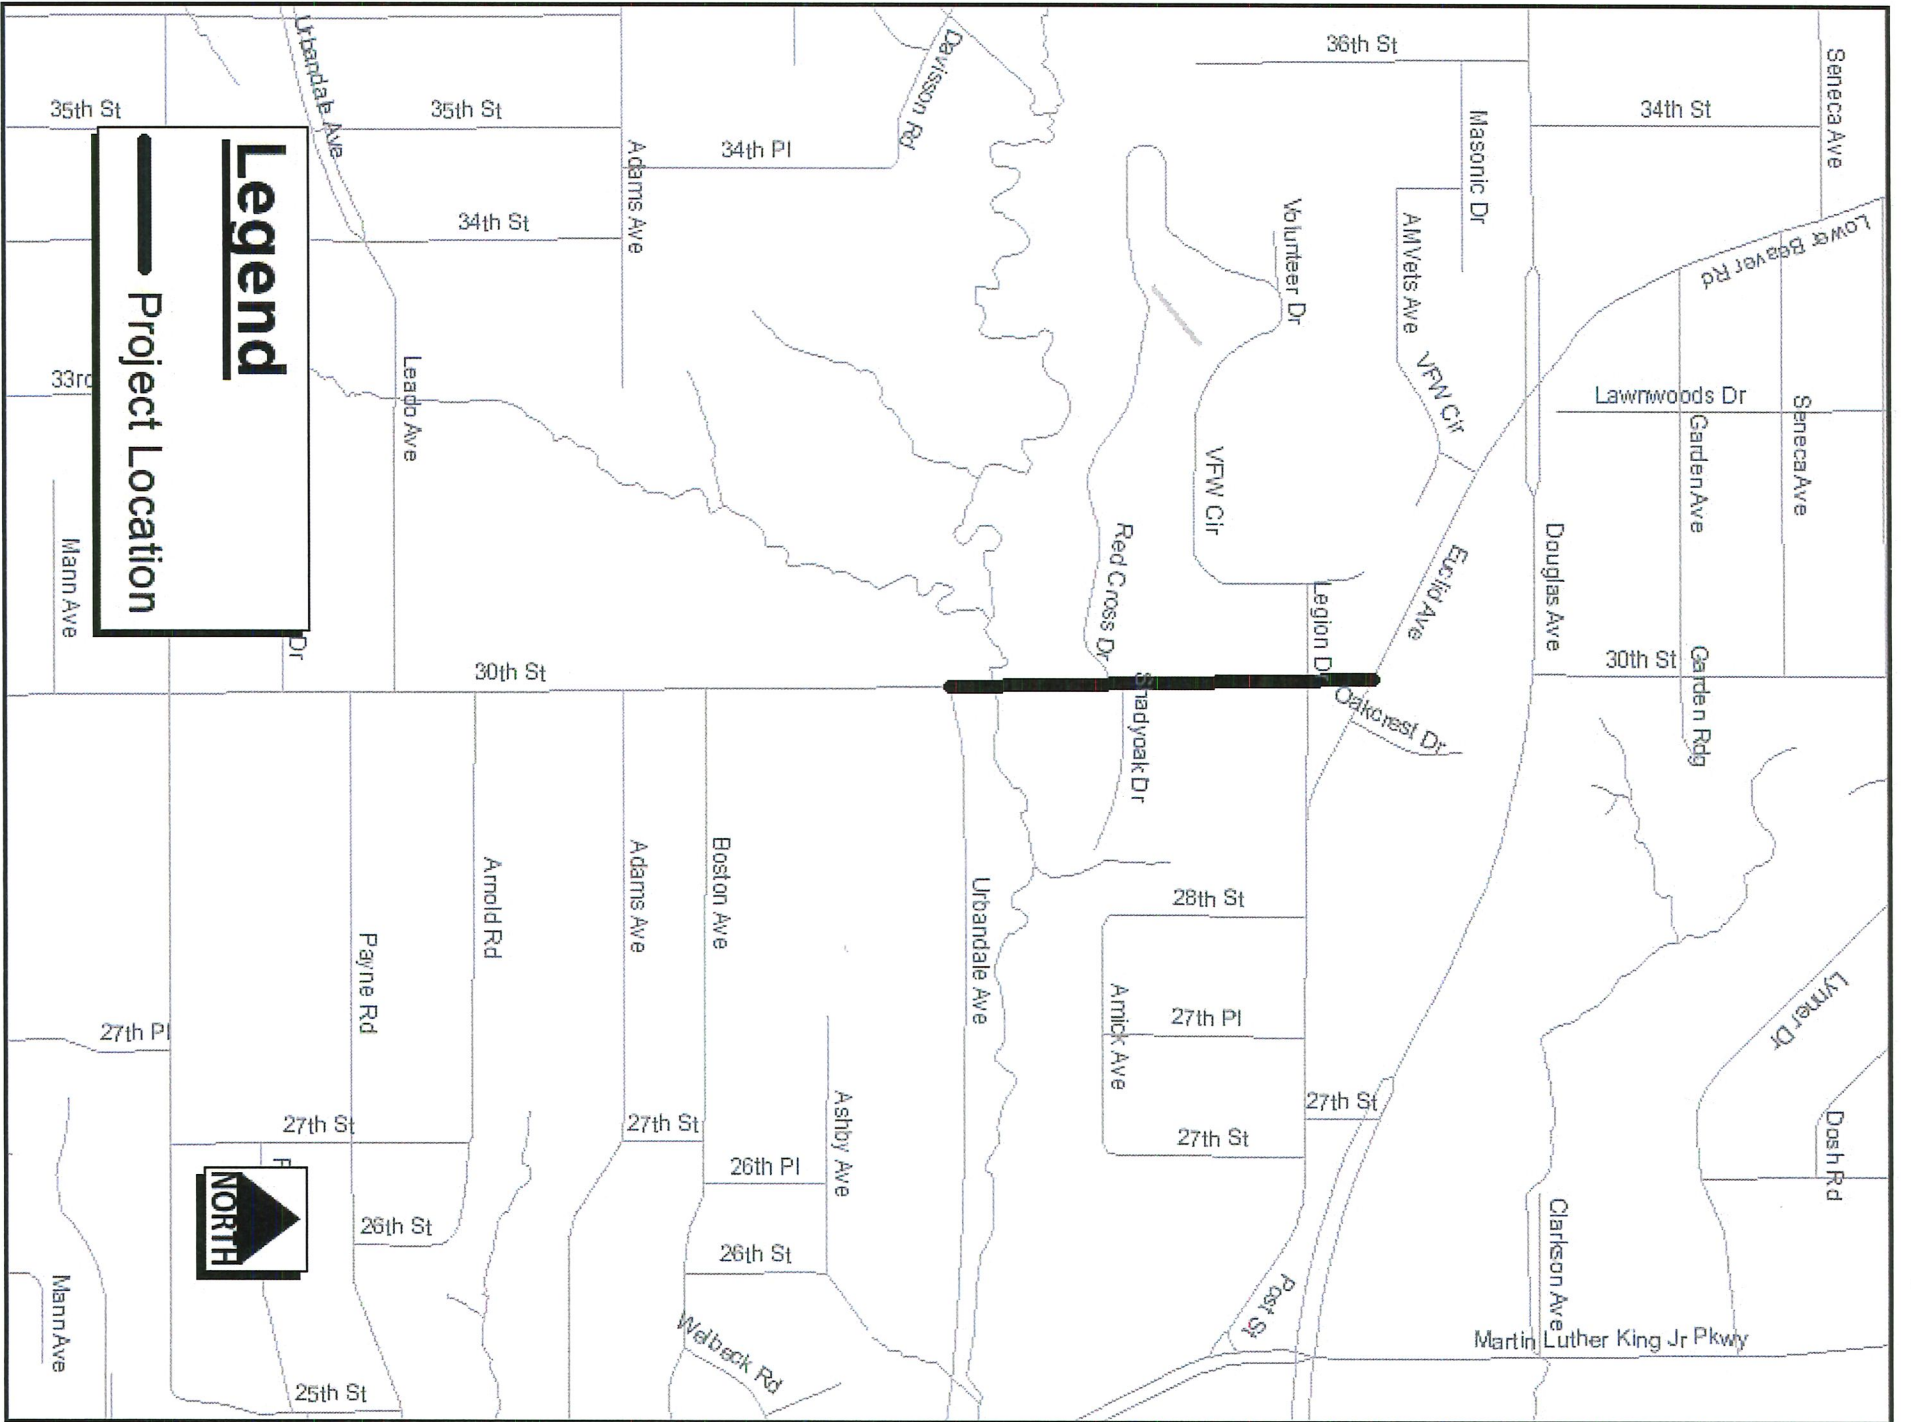 36th St
Seneca Ave
Urbandale Ave
Davisson Rd
35th St
35th St
34th St
Masonic Dr
Adams Ave
34th Pl
34th St
Lower Beaver Rd
Volunteer Dr
AMVets Ave
Legend
Project Location
33rd
Leado Ave
VFW Cir
Lawnwoods Dr
Garden Ave
Seneca Ave
VFW Cir
Mann Ave
Red Cross Dr
Euclid Ave
Douglas Ave
Legion Dr
Dr
30th St
30th St
Garden Rdg
Shadyoak Dr
Oakcrest Dr
Payne Rd
Arnold Rd
Adams Ave
Boston Ave
Urbandale Ave
28th St
Amick Ave
27th Pl
27th Pl
Lynner Dr
27th St
27th St
27th St
27th St
Ashby Ave
Dosh Rd
26th Pl
F
NORTH
26th St
26th St
Clarkson Ave
Post St
Mann Ave
Welbeck Rd
Martin Luther King Jr Pkwy
25th St